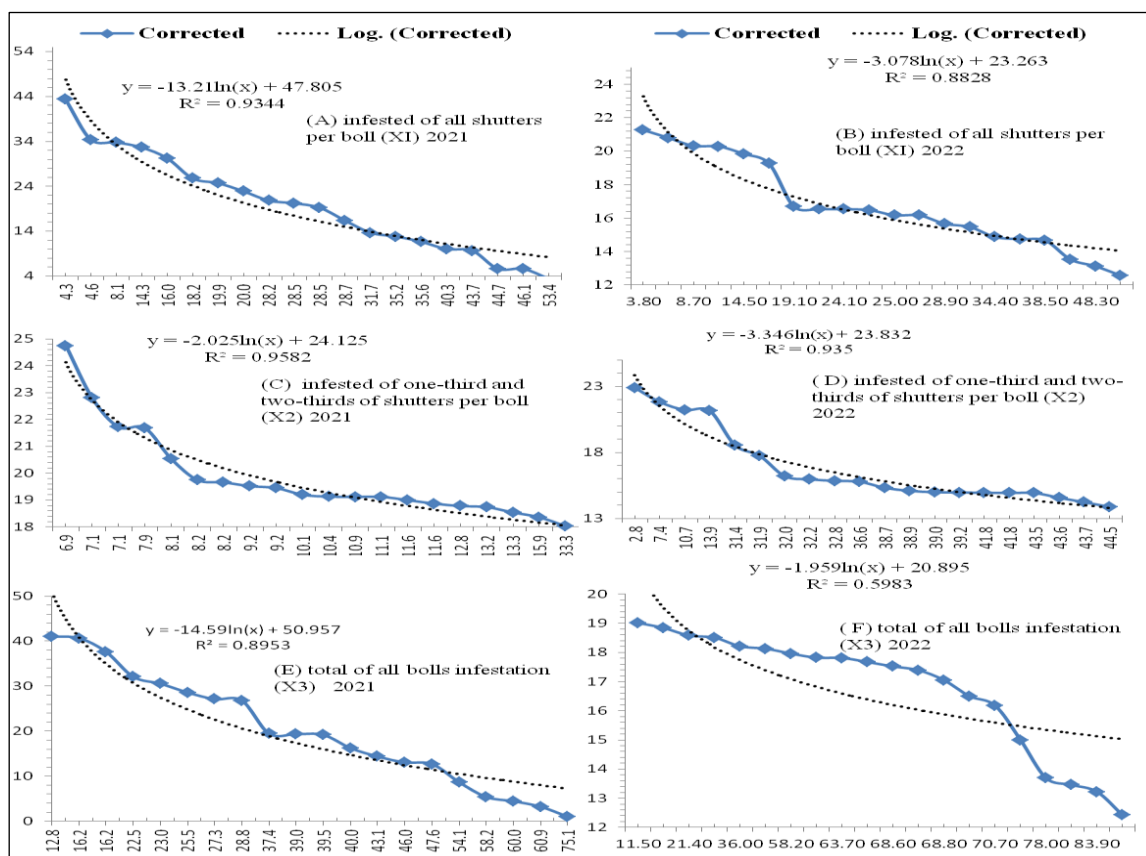 Corrected Log. (Corrected)
54
44
34
24
14
4
y = -13.21ln(x) + 47.805
R² = 0.9344
(A) infested of all shutters
per boll (XI) 2021
4.3 4.6 8.1 14.3 16.0 18.2 19.9 20.0 28.2 28.5 28.5 28.7 31.7 35.2 35.6 40.3 43.7 44.7 46.1 53.4
Corrected Log. (Corrected)
24
22
20
18
16
14
12
y = -3.078ln(x) + 23.263
R² = 0.8828
(B) infested of all shutters per
boll (XI) 2022
3.80 8.70 14.50 19.10 24.10 25.00 28.90 34.40 38.50 48.30
25
24
23
22
21
20
19
18
y = -2.025ln(x) + 24.125
R² = 0.9582
(C) infested of one-third and
two-thirds of shutters per boll
(X2) 2021
6.9 7.1 7.1 7.9 8.1 8.2 8.2 9.2 9.2 10.1 10.4 10.9 11.1 11.6 11.6 12.8 13.2 13.3 15.9 33.3
23
18
13
y = -3.346ln(x) + 23.832
R² = 0.935
( D) infested of one-third and two-
thirds of shutters per boll (X2)
2022
2.8 7.4 10.7 13.9 31.4 31.9 32.0 32.2 35.6 36.7 38.7 38.9 39.0 39.2 41.8 41.8 43.5 43.6 43.7 44.5
50
40
30
20
10
0
y = -14.59ln(x) + 50.957
R² = 0.8953
(E) total of all bolls infestation
(X3) 2021
12.8 16.2 16.2 22.5 23.0 25.5 27.3 28.8 37.4 39.0 39.5 40.0 43.1 46.0 47.6 54.1 58.2 60.0 60.9 75.1
20
19
18
17
16
15
14
13
12
y = -1.959ln(x) + 20.895
R² = 0.5983
( F) total of all bolls infestation
(X3) 2022
11.50 21.40 36.00 58.20 63.70 68.60 68.80 70.70 78.00 83.90